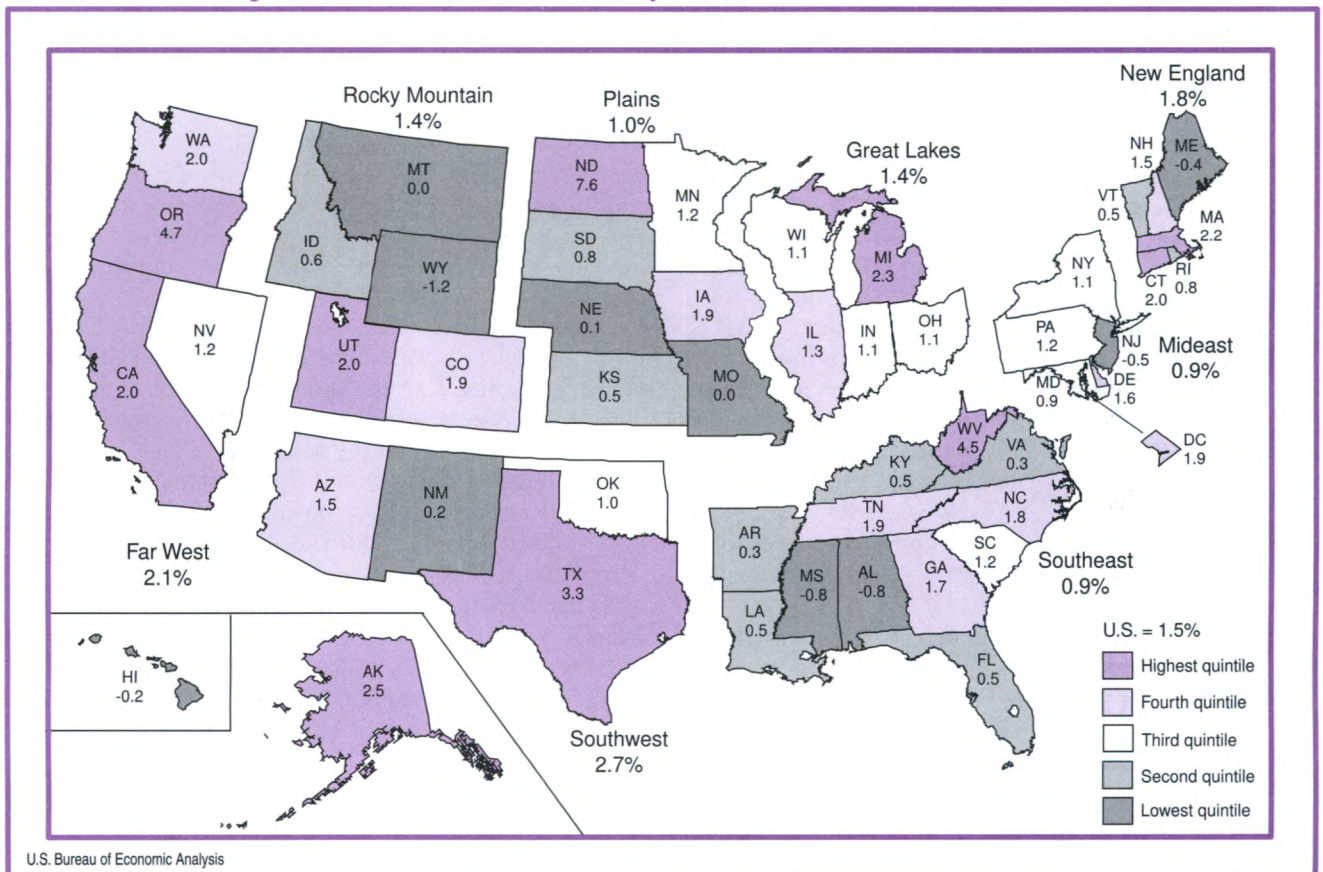 New England
1.8%
Rocky Mountain
1.4%
Plains
1.0%
Great Lakes
1.4%
WA
2.0
OR
4.7
CA
2.0
NV
1.2
ID
0.6
MT
0.0
WY
-1.2
UT
2.0
CO
1.9
AZ
1.5
NM
0.2
ND
7.6
SD
0.8
NE
0.1
KS
0.5
MN
1.2
IA
1.9
MO
0.0
OK
1.0
TX
3.3
WI
1.1
MI
2.3
IL
1.3
IN
1.1
OH
1.1
NH
1.5
ME
-0.4
VT
0.5
MA
2.2
RI
0.8
CT
2.0
NY
1.1
PA
1.2
NJ
-0.5
Mideast
0.9%
MD
0.9
DE
1.6
DC
1.9
WV
4.5
VA
0.3
KY
0.5
TN
1.9
NC
1.8
SC
1.2
AR
0.3
LA
0.5
MS
-0.8
AL
-0.8
GA
1.7
FL
0.5
Southeast
0.9%
Far West
2.1%
HI
-0.2
AK
2.5
Southwest
2.7%
U.S. = 1.5%
Highest quintile
Fourth quintile
Third quintile
Second quintile
Lowest quintile
U.S. Bureau of Economic Analysis